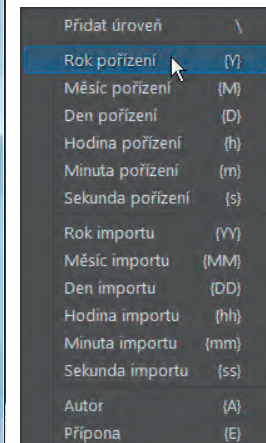 Přidat úroveň \
Rok pořízení {Y}
Měsíc pořízení {M}
Den pořízení {D}
Hodina pořízení {h}
Minuta pořízení {m}
Sekunda pořízení {s}
Rok importu {YY}
Měsíc importu {MM}
Den importu {DD}
Hodina importu {hh}
Minuta importu {mm}
Sekunda importu {ss}
Autor {A}
Přípona {E}